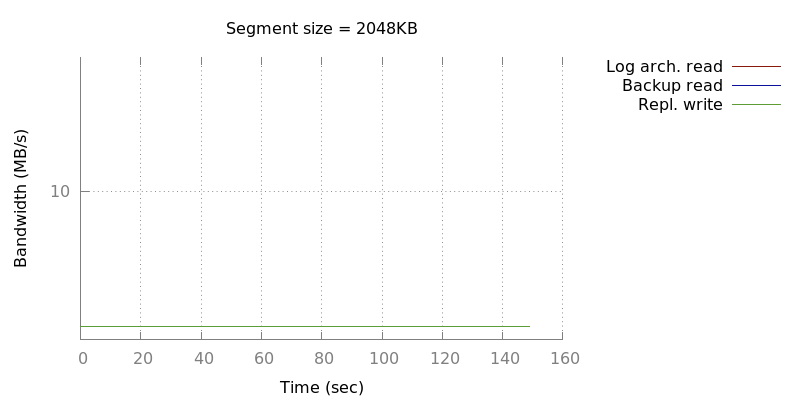 Segment size = 2048KB
Log arch. read
Backup read
Repl. write
Bandwidth (MB/s)
10
0 20 40 60 80 100 120 140 160
Time (sec)